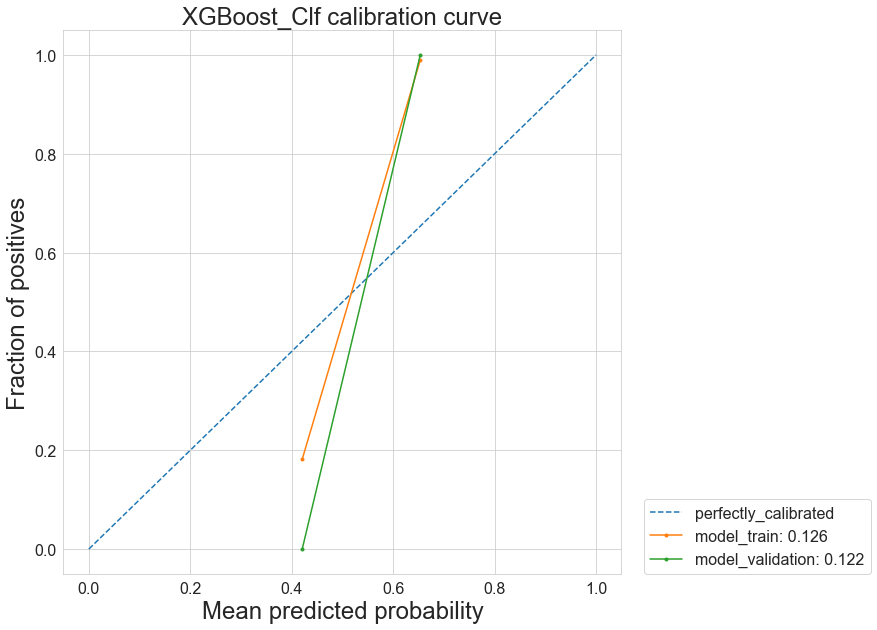 XGBoost_Clf calibration curve
Fraction of positives
1.0
0.8
0.6
0.4
0.2
0.0
0.0 0.2 0.4 0.6 0.8 1.0
Mean predicted probability
perfectly_calibrated
model_train: 0.126
model_validation: 0.122